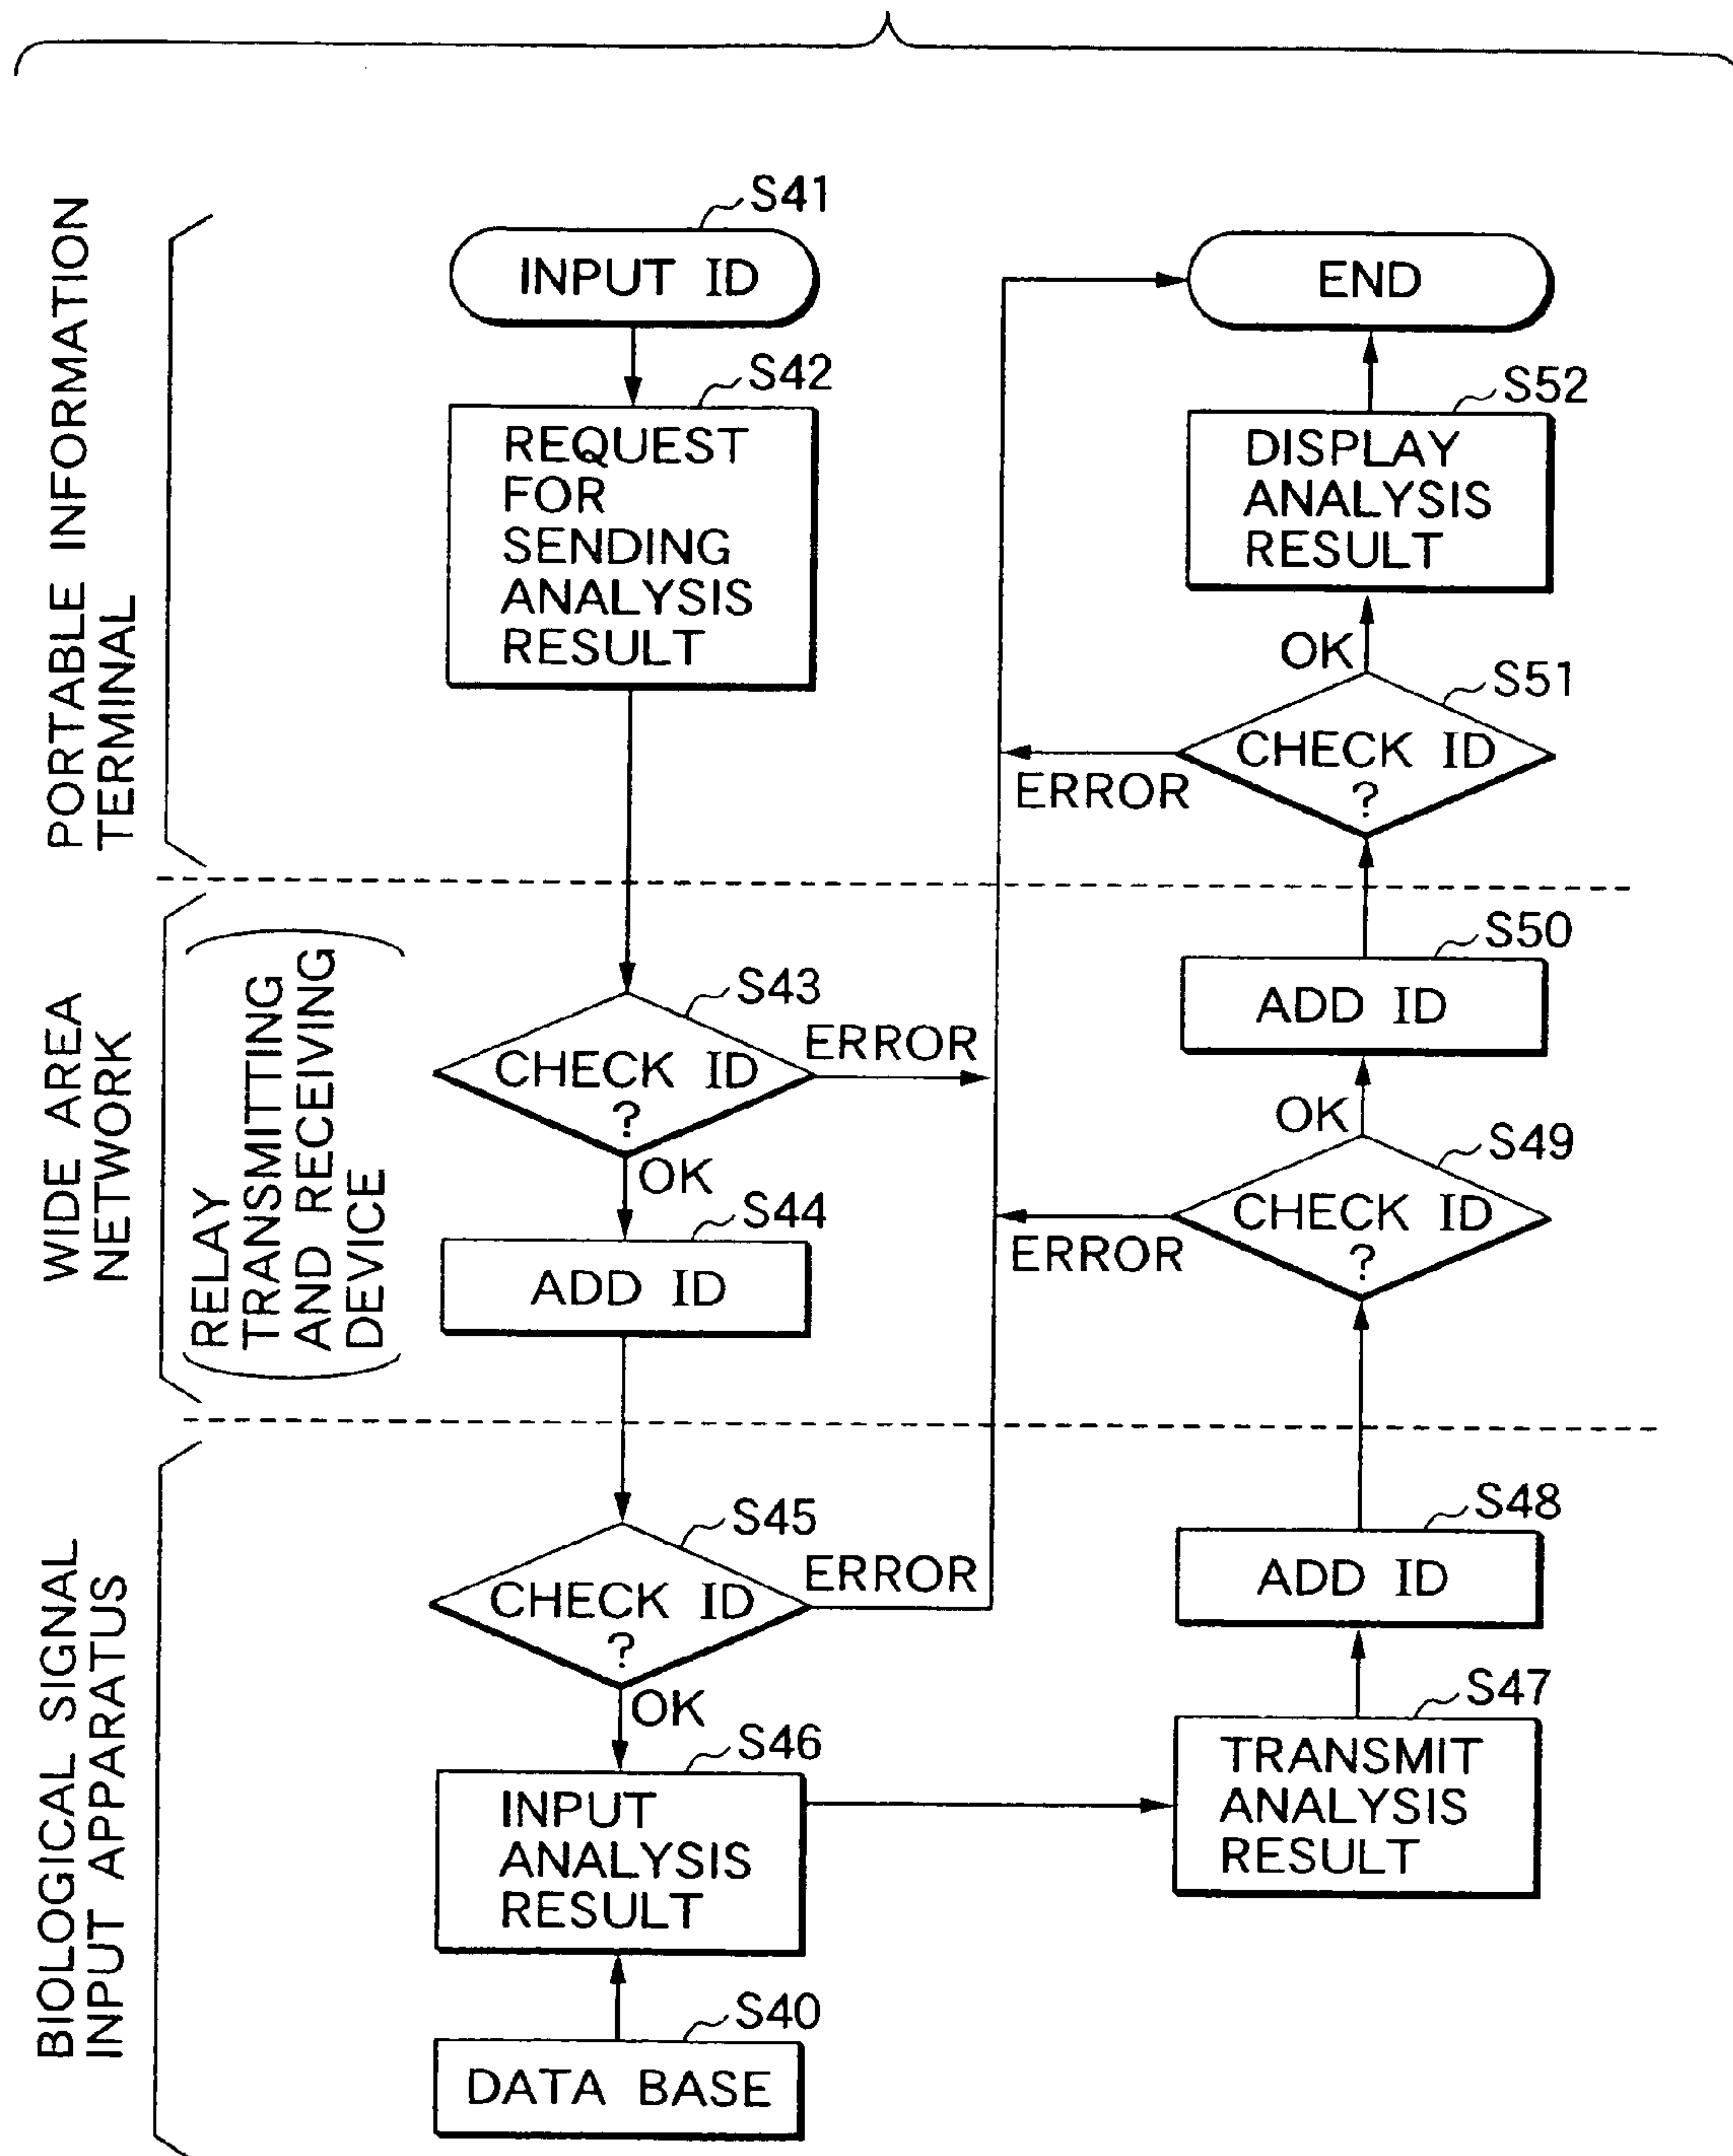 PORTABLE INFORMATION
TERMINAL
S41
INPUT ID
S42
REQUEST
FOR
SENDING
ANALYSIS
RESULT
END
S52
DISPLAY
ANALYSIS
RESULT
OK
S51
CHECK ID
?
ERROR
WIDE AREA
NETWORK
RELAY
TRANSMITTING
AND RECEIVING
DEVICE
S43
CHECK ID
?
ERROR
OK
S44
ADD ID
S50
ADD ID
OK
S49
CHECK ID
?
ERROR
BIOLOGICAL SIGNAL
INPUT APPARATUS
S45
CHECK ID
?
ERROR
OK
S46
INPUT
ANALYSIS
RESULT
S40
DATA BASE
S48
ADD ID
S47
TRANSMIT
ANALYSIS
RESULT